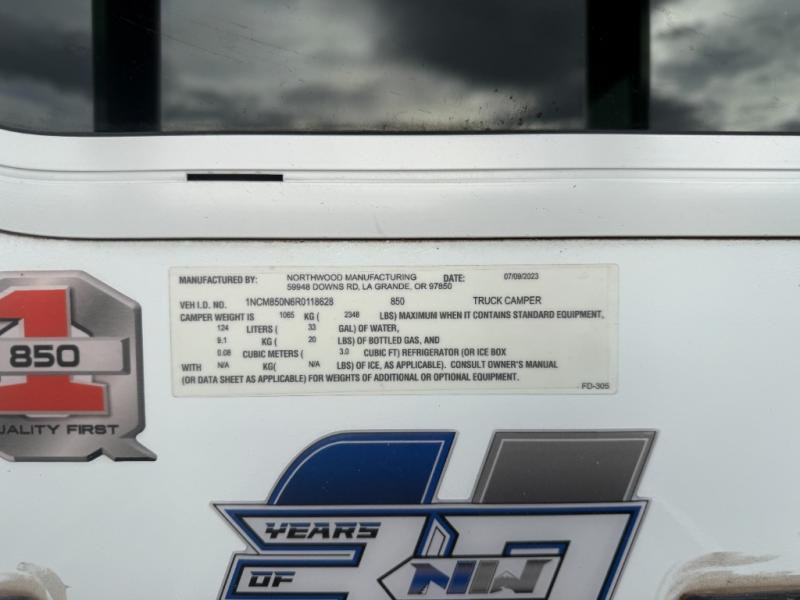 MANUFACTURED BY: NORTHWOOD MANUFACTURING DATE: 07/09/2023
59948 DOWNS RD, LA GRANDE, OR 97850
VEH I.D. NO. 1NCM850N6R0118628 850 TRUCK CAMPER
CAMPER WEIGHT IS 1065 KG ( 2348 LBS) MAXIMUM WHEN IT CONTAINS STANDARD EQUIPMENT,
124 LITERS ( 33 GAL) OF WATER,
9.1 KG ( 20 LBS) OF BOTTLED GAS, AND
0.08 CUBIC METERS ( 3.0 CUBIC FT) REFRIGERATOR (OR ICE BOX
WITH N/A KG( N/A LBS) OF ICE, AS APPLICABLE). CONSULT OWNER'S MANUAL
(OR DATA SHEET AS APPLICABLE) FOR WEIGHTS OF ADDITIONAL OR OPTIONAL EQUIPMENT.
FD-305
1
850
QUALITY FIRST
YEARS
OF
30
NW